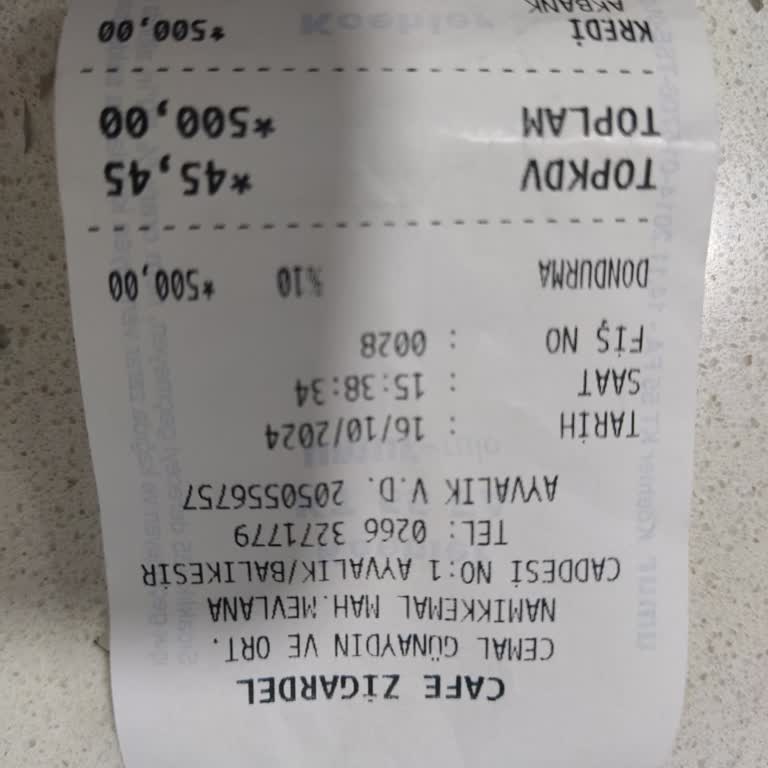 CAFE ZİGARDEL
CEMAL GÜNAYDIN VE ORT.
NAMIKKEMAL MAH.MEVLANA
CADDESİ NO:1 AYVALIK/BALIKESİR
TEL: 0266 3271779
AYVALIK V.D. 2050556757
TARİH : 16/10/2024
SAAT : 15:38:34
FİŞ NO : 0028
DONDURMA %10 *500,00
TOPKDV *45,45
TOPLAM *500,00
KREDİ *500,00
AKBANK